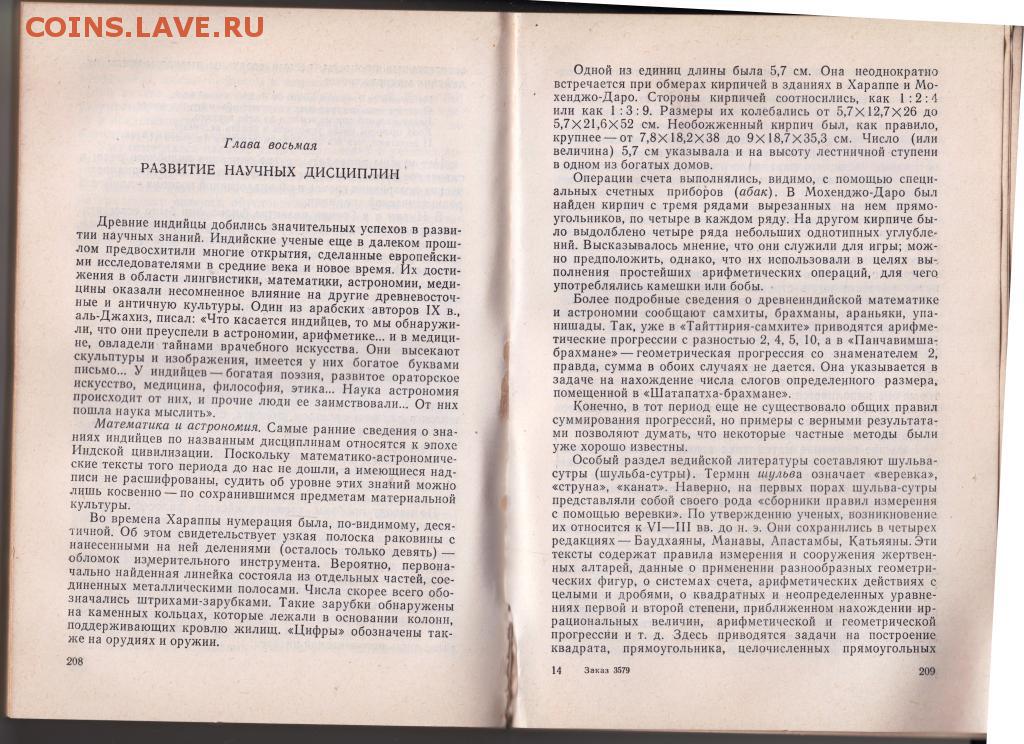 COINS.LAVE.RU
Глава восьмая
РАЗВИТИЕ НАУЧНЫХ ДИСЦИПЛИН
Древние индийцы добились значительных успехов в разви-
тии научных знаний. Индийские ученые еще в далеком прош-
лом предвосхитили многие открытия, сделанные европейски-
ми исследователями в средние века и новое время. Их дости-
жения в области лингвистики, математики, астрономии, меди-
цины оказали несомненное влияние на другие древневосточ-
ные и античную культуры. Один из арабских авторов IX в.,
аль-Джахиз, писал: «Что касается индийцев, то мы обнаружи-
ли, что они преуспели в астрономии, арифметике... и в медици-
не, овладели тайнами врачебного искусства. Они высекают
скульптуры и изображения, имеется у них богатое буквами
письмо... У индийцев — богатая поэзия, развитое ораторское
искусство, медицина, философия, этика... Наука астрономия
происходит от них, и прочие люди ее заимствовали... От них
пошла наука мыслить».
Математика и астрономия. Самые ранние сведения о зна-
ниях индийцев по названным дисциплинам относятся к эпохе
Индской цивилизации. Поскольку математико-астрономиче-
ские тексты того периода до нас не дошли, а имеющиеся над-
писи не расшифрованы, судить об уровне этих знаний можно
лишь косвенно — по сохранившимся предметам материальной
культуры.
Во времена Хараппы нумерация была, по-видимому, деся-
тичной. Об этом свидетельствует узкая полоска раковины с
нанесенными на ней делениями (осталось только девять) —
обломок измерительного инструмента. Вероятно, первона-
чально найденная линейка состояла из отдельных частей, сое-
диненных металлическими полосами. Числа скорее всего обо-
значались штрихами-зарубками. Такие зарубки обнаружены
на каменных кольцах, которые лежали в основании колонн,
поддерживающих кровлю жилищ. «Цифры» обозначены так-
же на орудиях и оружии.
208
Одной из единиц длины была 5,7 см. Она неоднократно
встречается при обмерах кирпичей в зданиях в Хараппе и Мо-
хенджо-Даро. Стороны кирпичей соотносились, как 1 : 2 : 4
или как 1 : 3 : 9. Размеры их колебались от 5,7×12,7×26 до
5,7×21,6×52 см. Необожженный кирпич был, как правило,
крупнее — от 7,8×18,2×38 до 9×18,7×35,3 см. Число (или
величина) 5,7 см указывала и на высоту лестничной ступени
в одном из богатых домов.
Операции счета выполнялись, видимо, с помощью специ-
альных счетных приборов (абак). В Мохенджо-Даро был
найден кирпич с тремя рядами вырезанных на нем прямо-
угольников, по четыре в каждом ряду. На другом кирпиче бы-
ло выдолблено четыре ряда небольших однотипных углубле-
ний. Высказывалось мнение, что они служили для игры; мож-
но предположить, однако, что их использовали в целях вы-
полнения простейших арифметических операций, для чего
употреблялись камешки или бобы.
Более подробные сведения о древнеиндийской математике
и астрономии сообщают самхиты, брахманы, араньяки, упа-
нишады. Так, уже в «Тайттирия-самхите» приводятся арифме-
тические прогрессии с разностью 2, 4, 5, 10, а в «Панчавимша-
брахмане» — геометрическая прогрессия со знаменателем 2,
правда, сумма в обоих случаях не дается. Она указывается в
задаче на нахождение числа слогов определенного размера,
помещенной в «Шатапатха-брахмане».
Конечно, в тот период еще не существовало общих правил
суммирования прогрессий, но примеры с верными результата-
ми позволяют думать, что некоторые частные методы были
уже хорошо известны.
Особый раздел ведийской литературы составляют шульва-
сутры (шульба-сутры). Термин шульва означает «веревка»,
«струна», «канат». Наверно, на первых порах шульва-сутры
представляли собой своего рода «сборники правил измерения
с помощью веревки». По утверждению ученых, возникновение
их относится к VI—III вв. до н. э. Они сохранились в четырех
редакциях — Баудхаяны, Манавы, Апастамбы, Катьяяны. Эти
тексты содержат правила измерения и сооружения жертвен-
ных алтарей, данные о применении разнообразных геометри-
ческих фигур, о системах счета, арифметических действиях с
целыми и дробями, о квадратных и неопределенных уравне-
ниях первой и второй степени, приближенном нахождении ир-
рациональных величин, арифметической и геометрической
прогрессии и т. д. Здесь приводятся задачи на построение
квадрата, прямоугольника, целочисленных прямоугольных
14 Заказ 3579 209